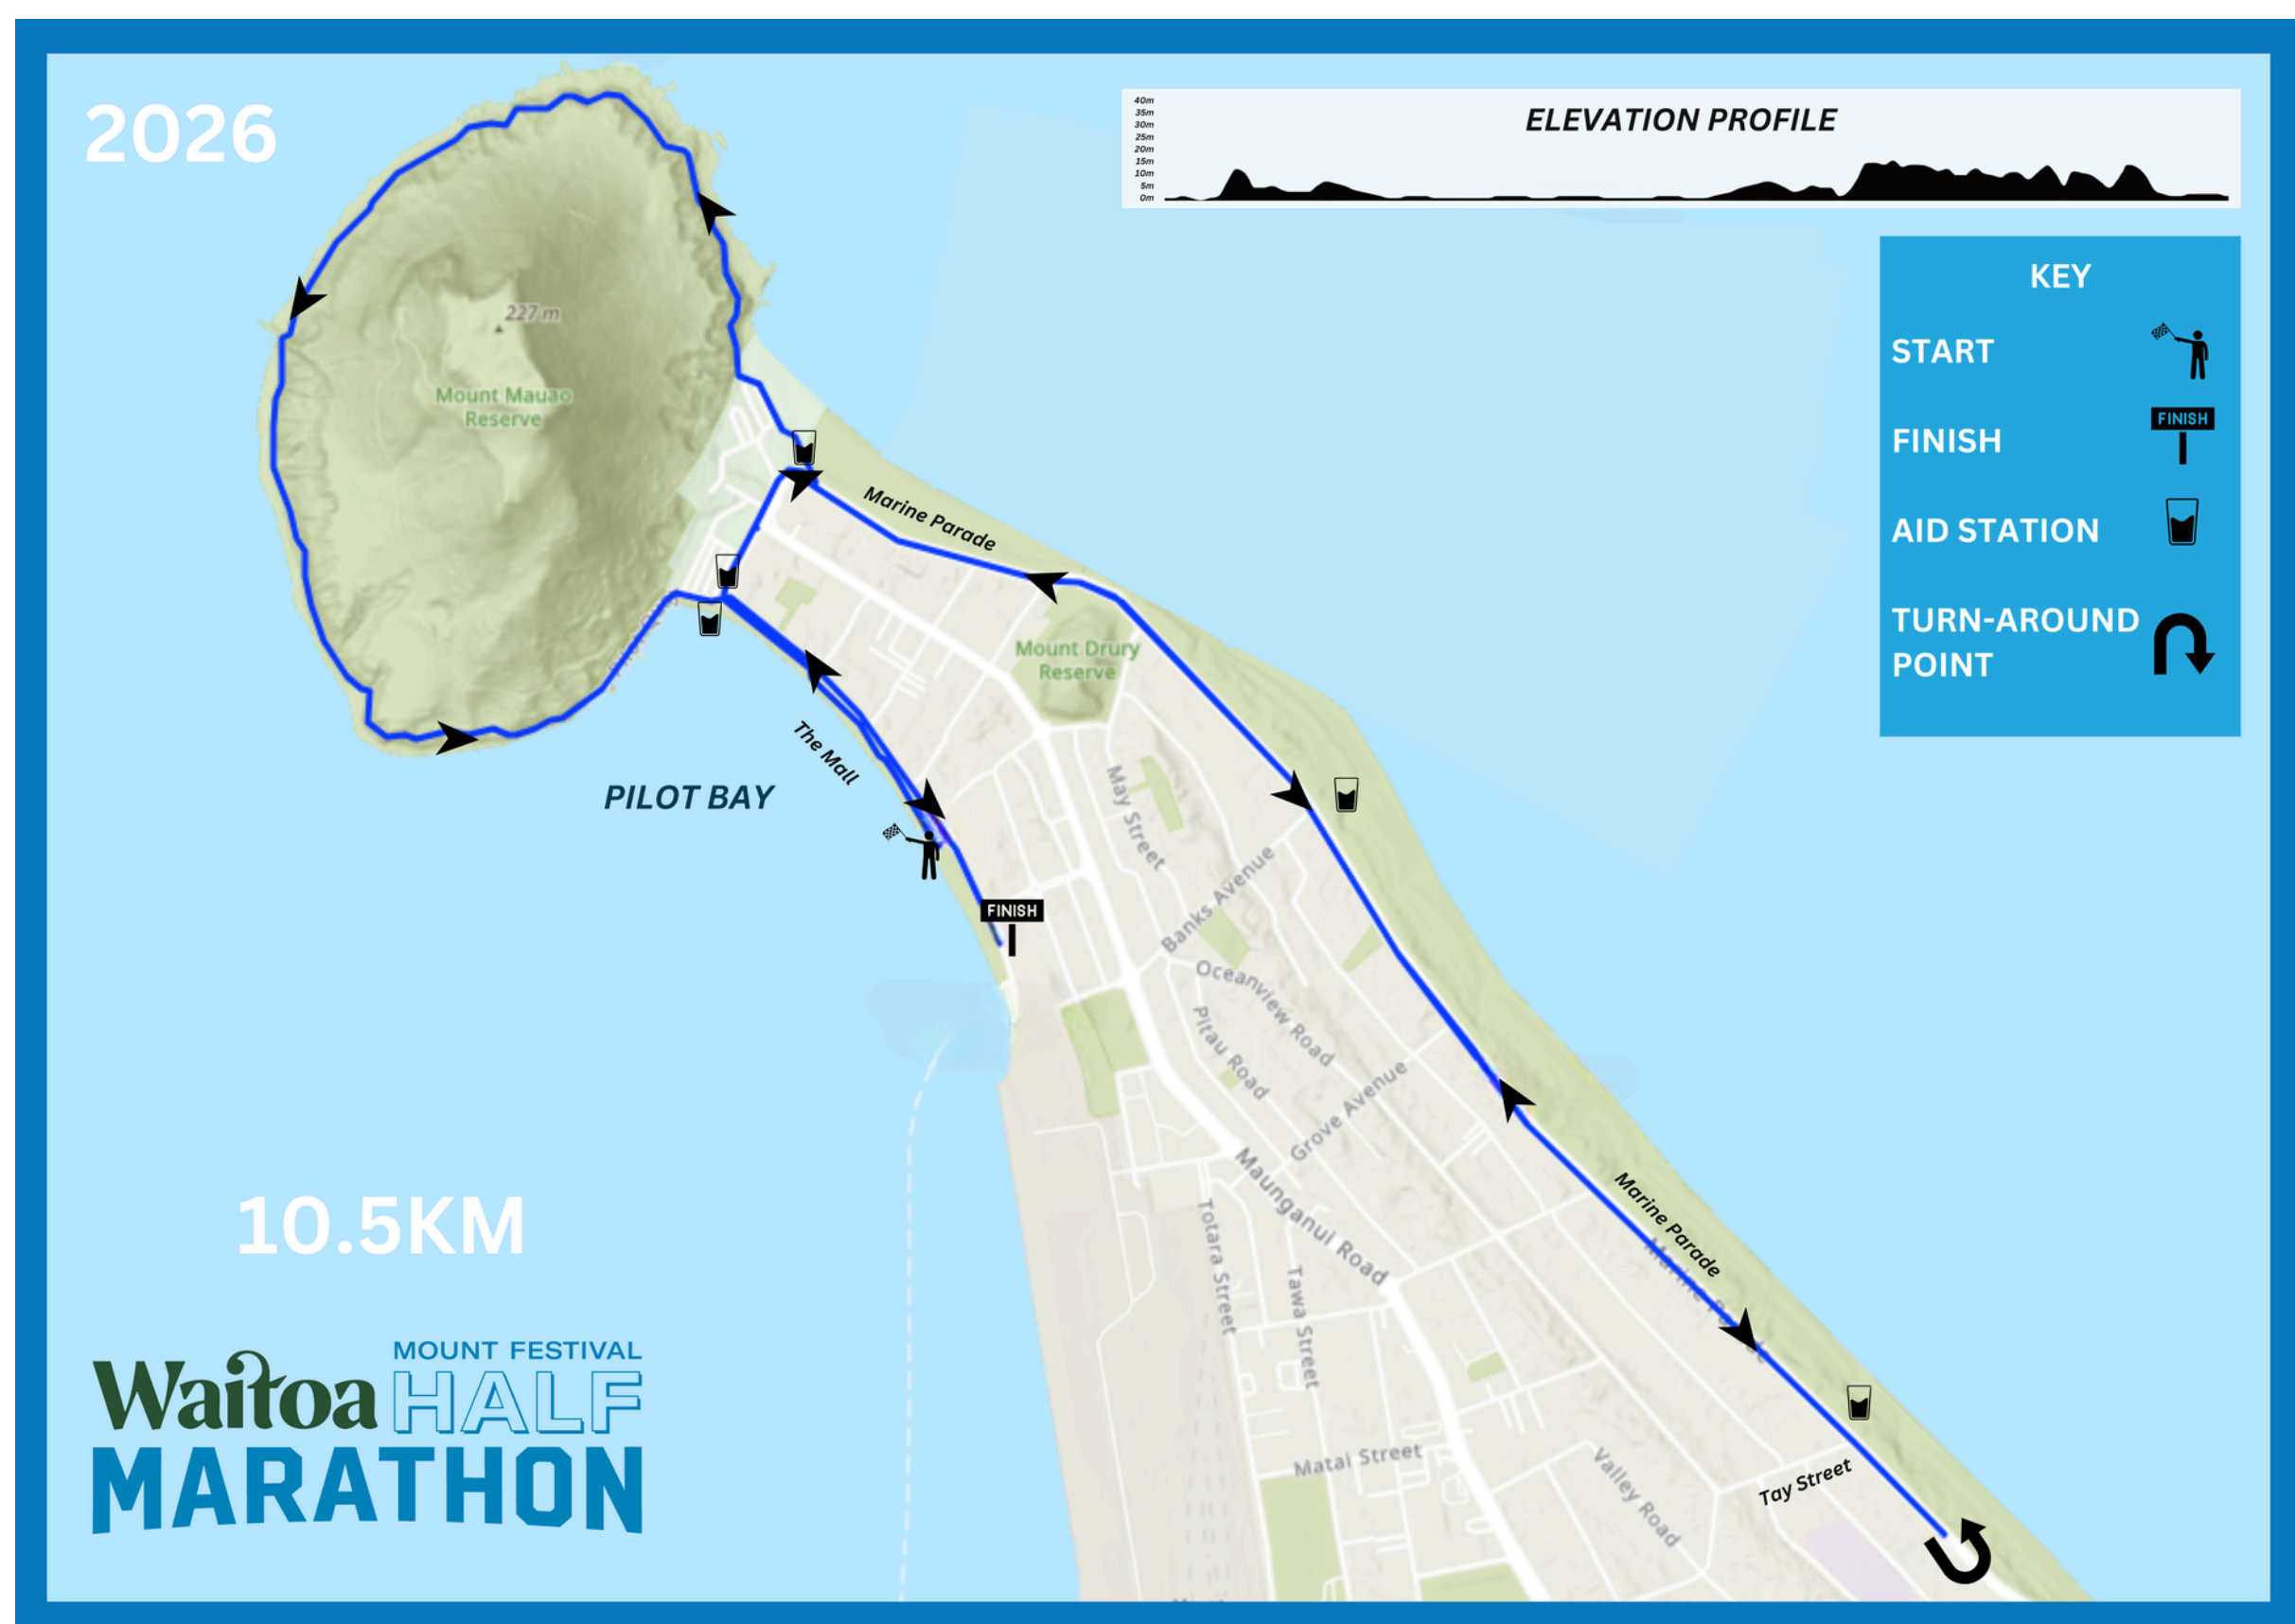 2026
40m
35m
30m
25m
20m
15m
10m
5m
0m
ELEVATION PROFILE
KEY
START
FINISH
FINISH
AID STATION
TURN-AROUND
POINT
227 m
Mount Mauao
Reserve
Marine Parade
Mount Drury
Reserve
The Mall
PILOT BAY
May Street
FINISH
Banks Avenue
Oceanview Road
Pitau Road
Grove Avenue
Maunganui Road
Totara Street
Tawa Street
Marine Parade
Matai Street
Valley Road
Tay Street
10.5KM
MOUNT FESTIVAL
Waitoa HALF
MARATHON